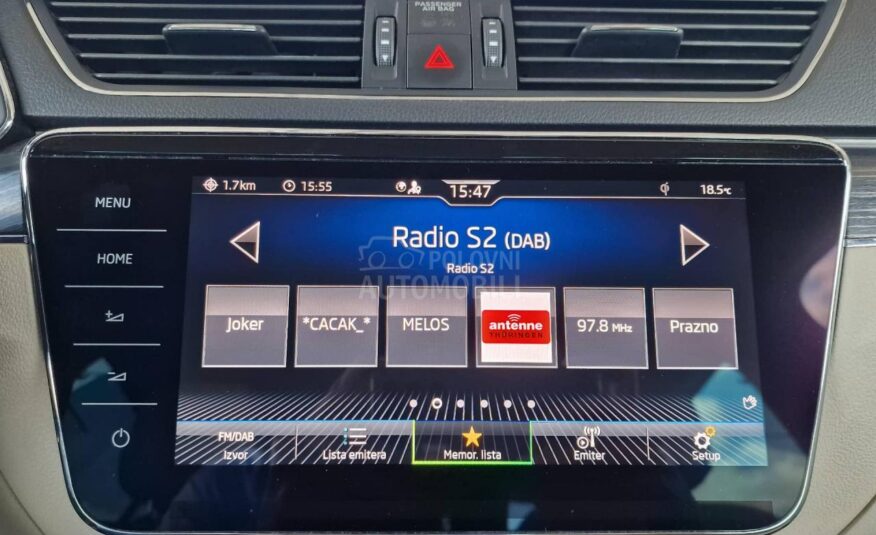 PASSENGER
AIR BAG
MENU
HOME
1.7km 15:55 15:47 18.5°C
Radio S2 (DAB)
Radio S2
POLOVNI
AUTOMOBILI
Joker *CACAK_* MELOS antenne 97.8 MHz Prazno
THÜRINGEN
FM/DAB
Izvor Lista emitera Memor. lista Emiter Setup